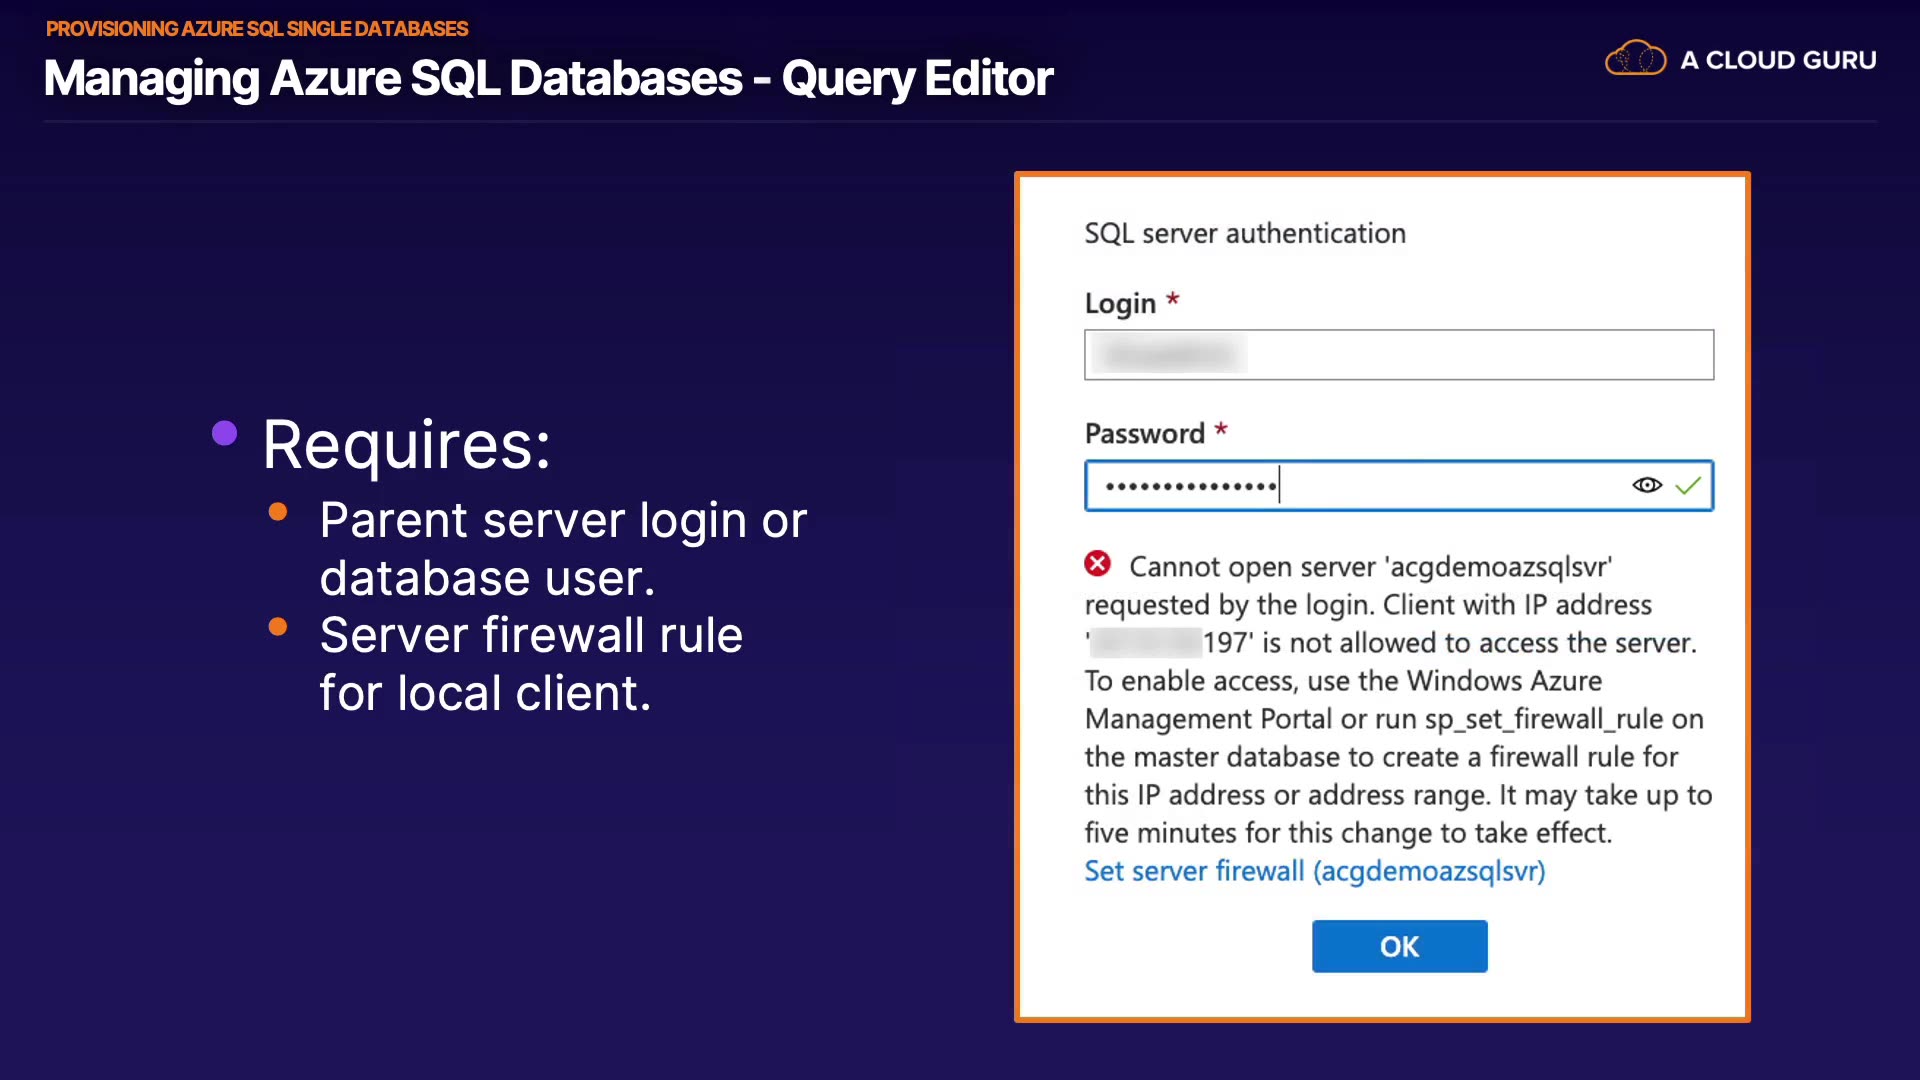 PROVISIONING AZURE SQL SINGLE DATABASES
Managing Azure SQL Databases - Query Editor
A CLOUD GURU
Requires:
Parent server login or
database user.
Server firewall rule
for local client.
SQL server authentication
Login *
Password *
•••••••••••••••
Cannot open server 'acgdemoazsqlsvr'
requested by the login. Client with IP address
' 197' is not allowed to access the server.
To enable access, use the Windows Azure
Management Portal or run sp_set_firewall_rule on
the master database to create a firewall rule for
this IP address or address range. It may take up to
five minutes for this change to take effect.
Set server firewall (acgdemoazsqlsvr)
OK